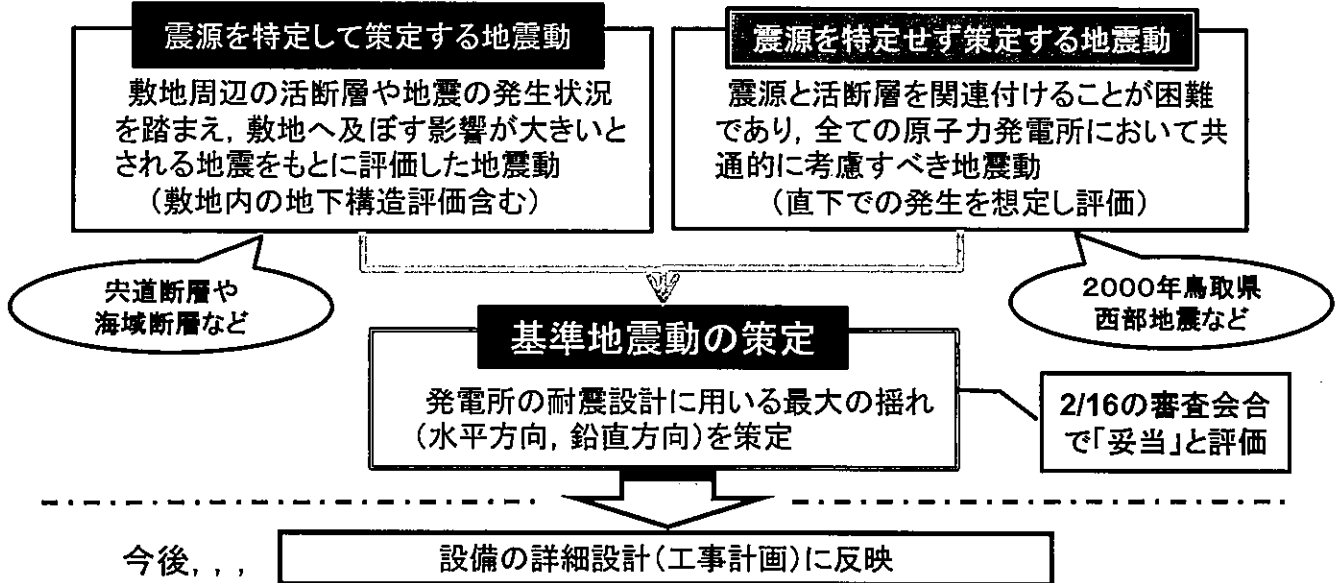 震源を特定して策定する地震動
敷地周辺の活断層や地震の発生状況
を踏まえ，敷地へ及ぼす影響が大きいと
される地震をもとに評価した地震動
（敷地内の地下構造評価含む）
宍道断層や
海域断層など
震源を特定せず策定する地震動
震源と活断層を関連付けることが困難
であり，全ての原子力発電所において共
通的に考慮すべき地震動
（直下での発生を想定し評価）
2000年鳥取県
西部地震など
基準地震動の策定
発電所の耐震設計に用いる最大の揺れ
（水平方向，鉛直方向）を策定
2/16の審査会合
で「妥当」と評価
今後，，，
設備の詳細設計（工事計画）に反映